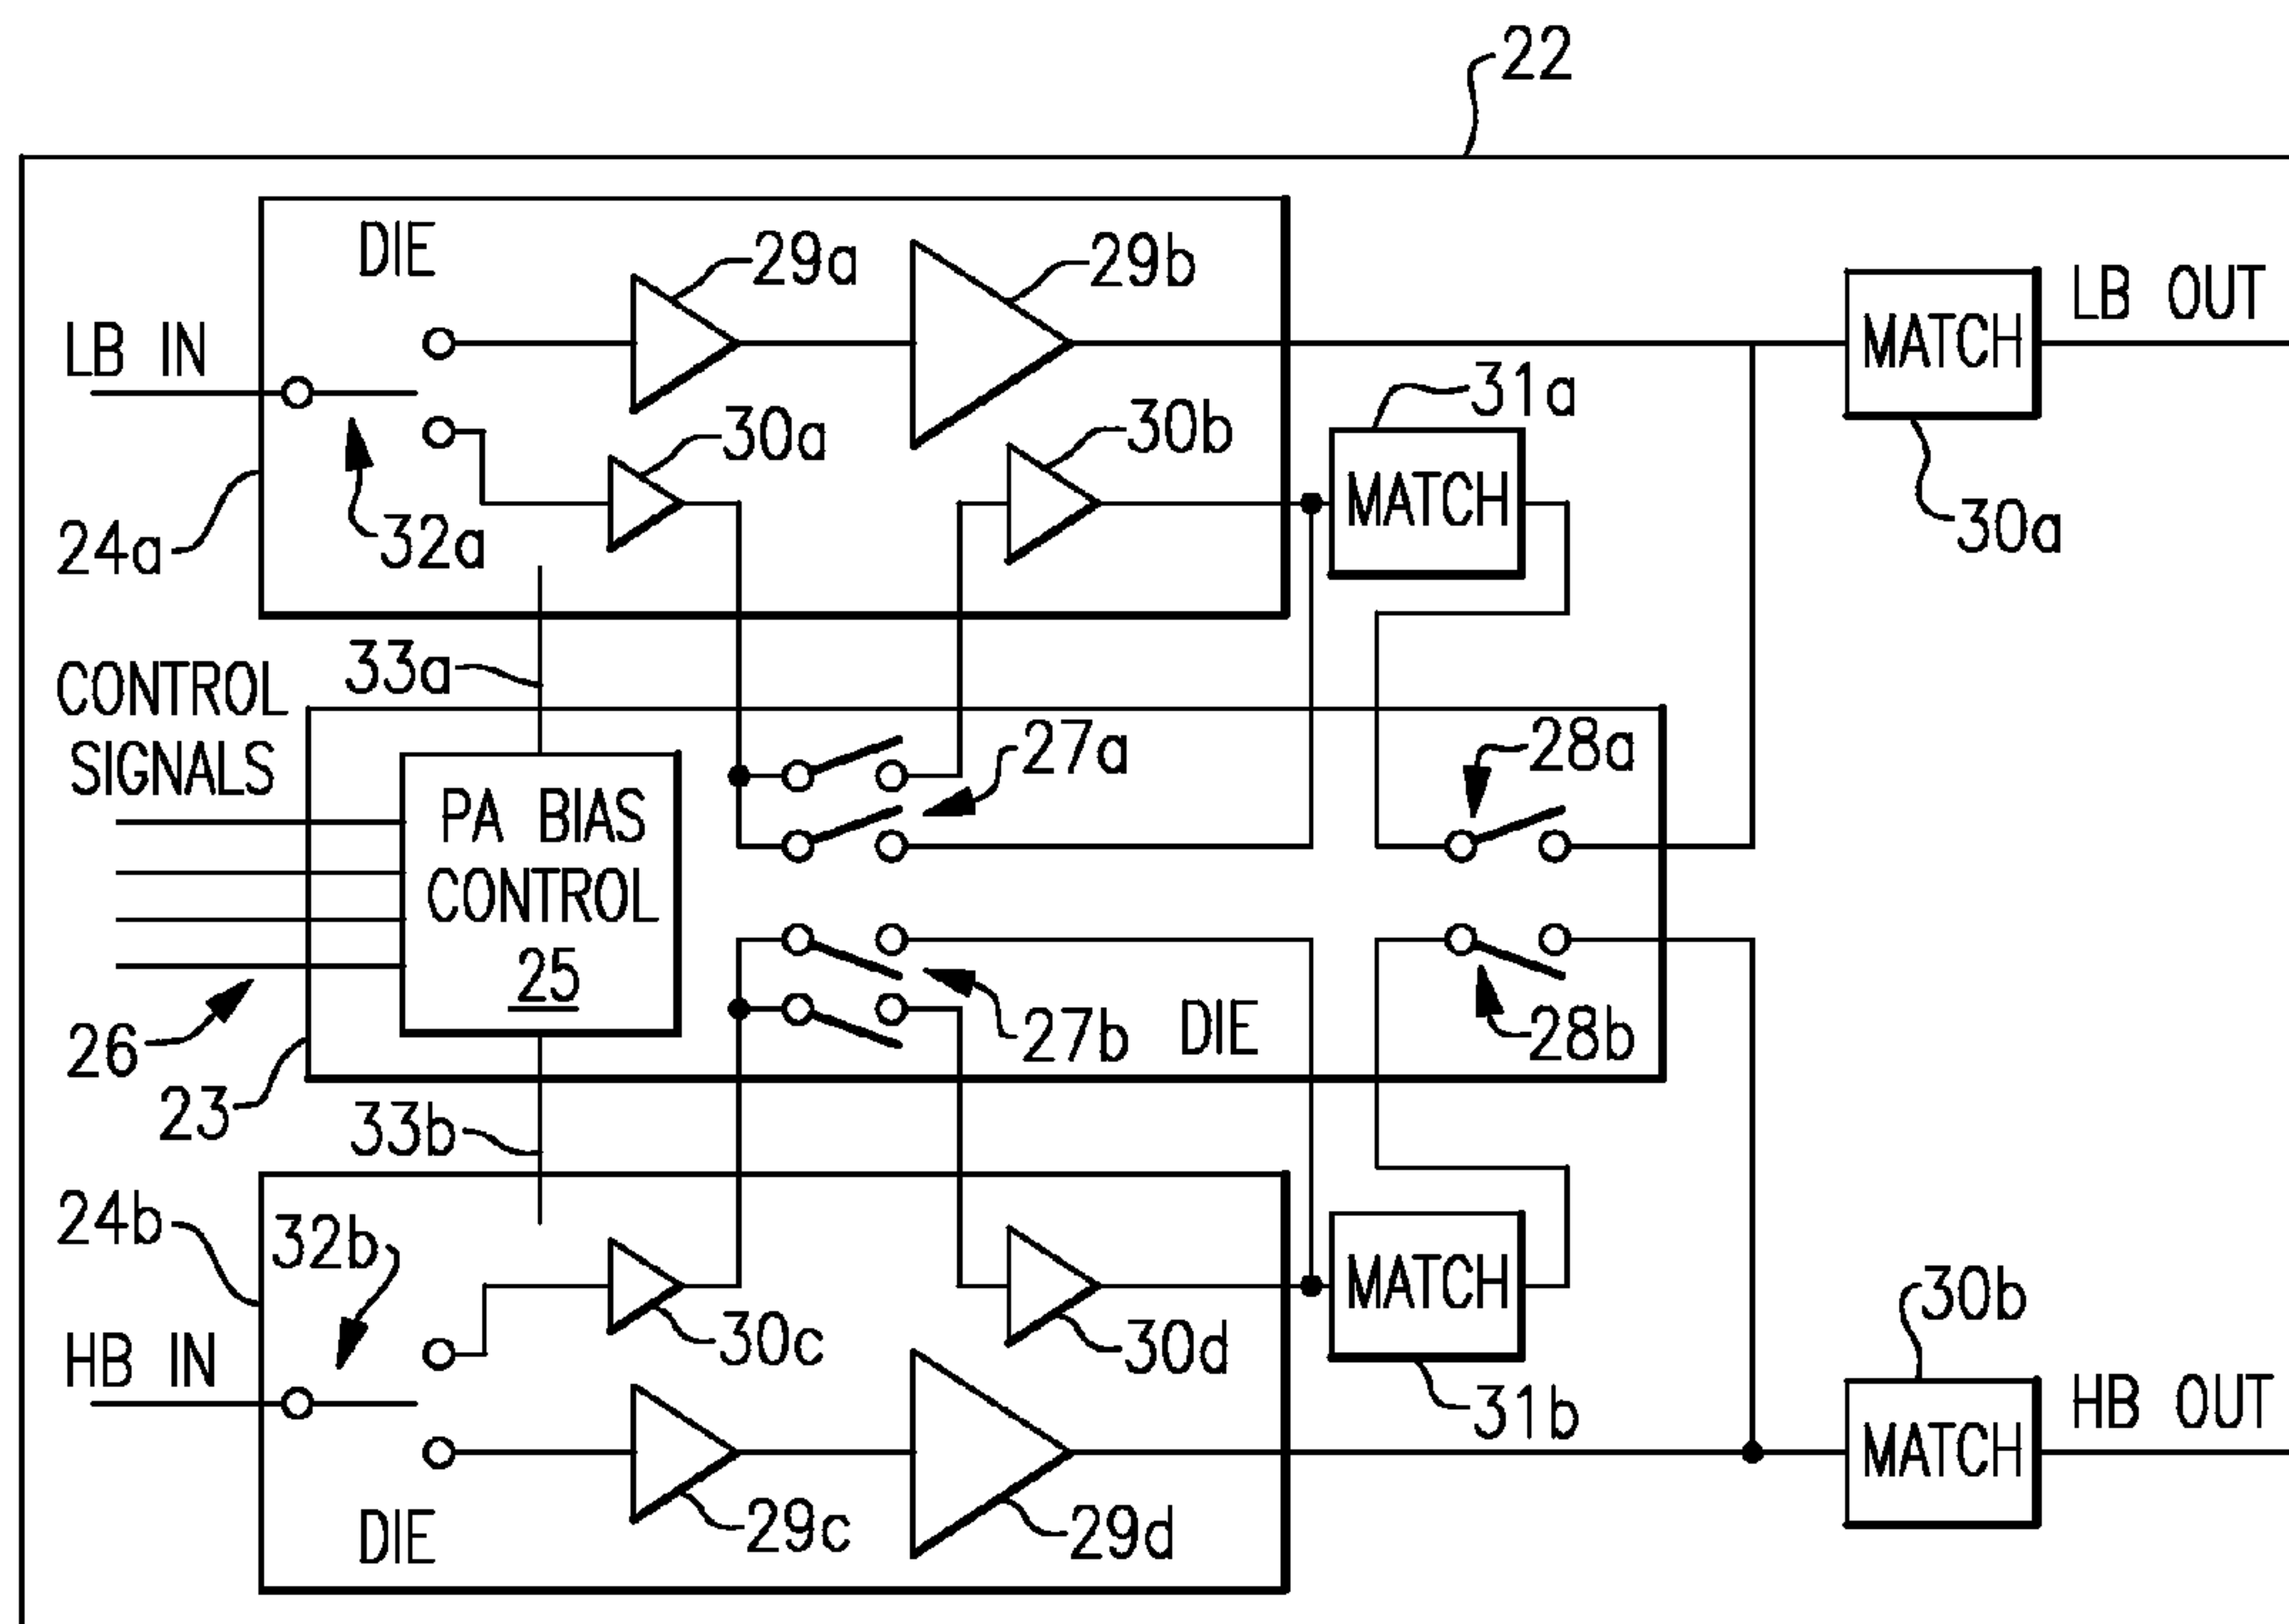 22
DIE
29a
29b
LB IN
MATCH
LB OUT
30a
30b
31a
MATCH
24a
32a
30a
33a
CONTROL
SIGNALS
27a
28a
PA BIAS
CONTROL
25
26
27b
DIE
28b
23
33b
24b
32b
30c
30d
MATCH
30b
HB IN
31b
MATCH
HB OUT
29c
29d
DIE